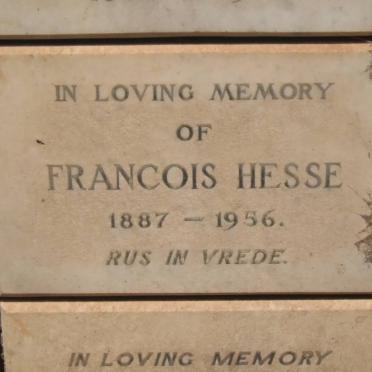 IN LOVING MEMORY
OF
FRANCOIS HESSE
1887 — 1956.
RUS IN VREDE.
IN LOVING MEMORY